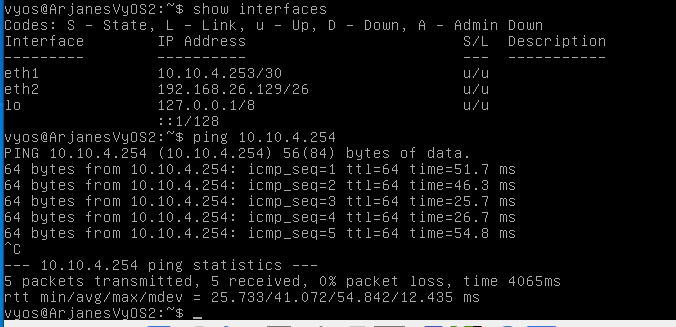 vyos@ArjanesVyOS2:~$ show interfaces
Codes: S - State, L - Link, u - Up, D - Down, A - Admin Down
Interface        IP Address                        S/L  Description
---------        ----------                        ---  -----------
eth1             10.10.4.253/30                    u/u
eth2             192.168.26.129/26                 u/u
lo               127.0.0.1/8                       u/u
                 ::1/128
vyos@ArjanesVyOS2:~$ ping 10.10.4.254
PING 10.10.4.254 (10.10.4.254) 56(84) bytes of data.
64 bytes from 10.10.4.254: icmp_seq=1 ttl=64 time=51.7 ms
64 bytes from 10.10.4.254: icmp_seq=2 ttl=64 time=46.3 ms
64 bytes from 10.10.4.254: icmp_seq=3 ttl=64 time=25.7 ms
64 bytes from 10.10.4.254: icmp_seq=4 ttl=64 time=26.7 ms
64 bytes from 10.10.4.254: icmp_seq=5 ttl=64 time=54.8 ms
^C
--- 10.10.4.254 ping statistics ---
5 packets transmitted, 5 received, 0% packet loss, time 4065ms
rtt min/avg/max/mdev = 25.733/41.072/54.842/12.435 ms
vyos@ArjanesVyOS2:~$ _